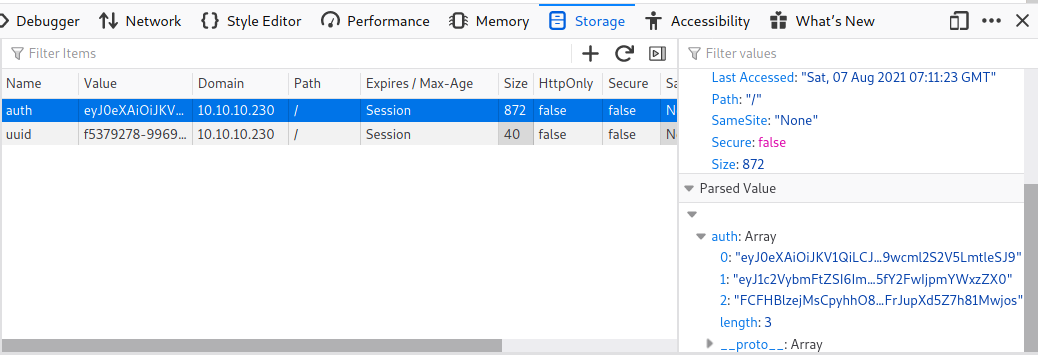 Debugger Network Style Editor Performance Memory Storage Accessibility What's New
Filter Items
Filter values
Name Value Domain Path Expires / Max-Age Size HttpOnly Secure Sa
auth eyJ0eXAiOiJKV... 10.10.10.230 / Session 872 false false N
uuid f5379278-9969... 10.10.10.230 / Session 40 false false N
Last Accessed: "Sat, 07 Aug 2021 07:11:23 GMT"
Path: "/"
SameSite: "None"
Secure: false
Size: 872
Parsed Value
auth: Array
0: "eyJ0eXAiOiJKV1QiLCJ...9wcml2S2V5LmtleSJ9"
1: "eyJ1c2VybmFtZSI6Im...5fY2FwIjpmYWxzZX0"
2: "FCFHBlzejMsCpyhhO8...FrJupXd5Z7h81Mwjos"
length: 3
__proto__: Array